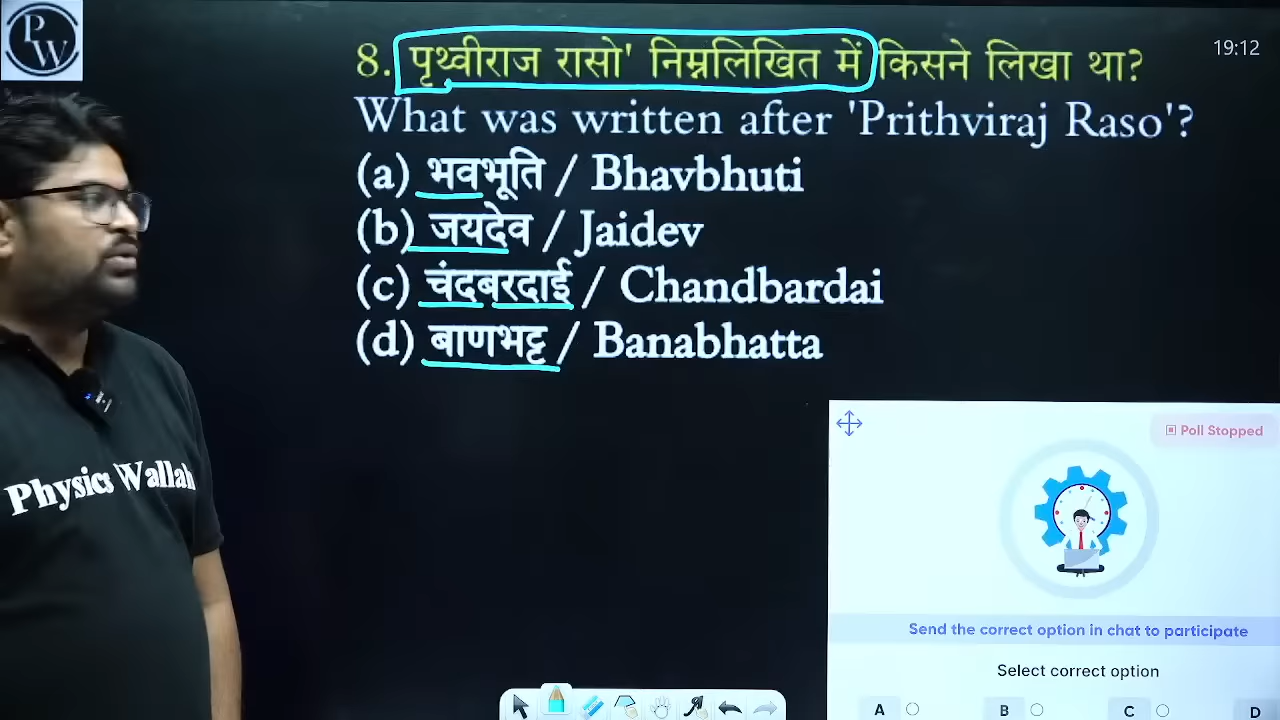 P
W
19:12
8. पृथ्वीराज रासो' निम्नलिखित में किसने लिखा था?
What was written after 'Prithviraj Raso'?
(a) भवभूति / Bhavbhuti
(b) जयदेव / Jaidev
(c) चंदबरदाई / Chandbardai
(d) बाणभट्ट / Banabhatta
Physics Wallah
Poll Stopped
Send the correct option in chat to participate
Select correct option
A B C D